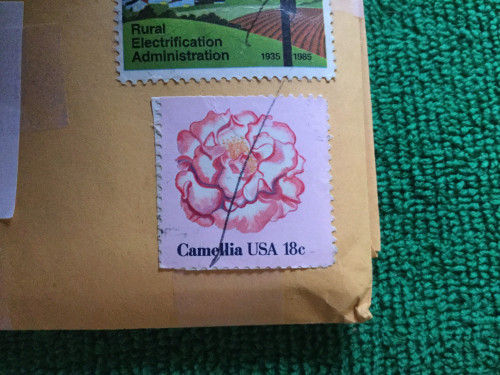 Rural
Electrification
Administration 1935 1985
Camellia USA 18c